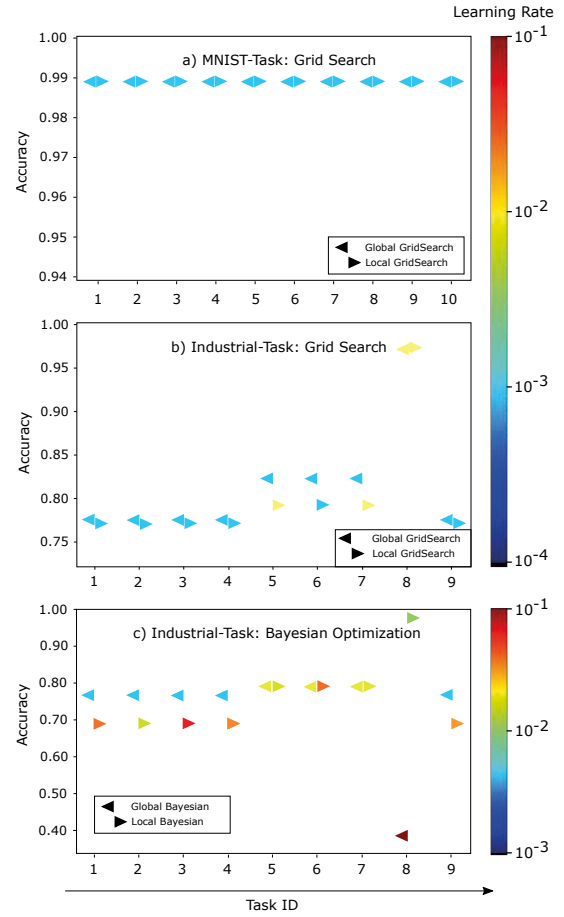 Learning Rate
a) MNIST-Task: Grid Search
Accuracy
1.00
0.99
0.98
0.97
0.96
0.95
0.94
Global GridSearch
Local GridSearch
1 2 3 4 5 6 7 8 9 10
b) Industrial-Task: Grid Search
Accuracy
1.00
0.95
0.90
0.85
0.80
0.75
Global GridSearch
Local GridSearch
1 2 3 4 5 6 7 8 9
10⁻¹
10⁻²
10⁻³
10⁻⁴
c) Industrial-Task: Bayesian Optimization
Accuracy
1.00
0.90
0.80
0.70
0.60
0.50
0.40
Global Bayesian
Local Bayesian
1 2 3 4 5 6 7 8 9
10⁻¹
10⁻²
10⁻³
Task ID